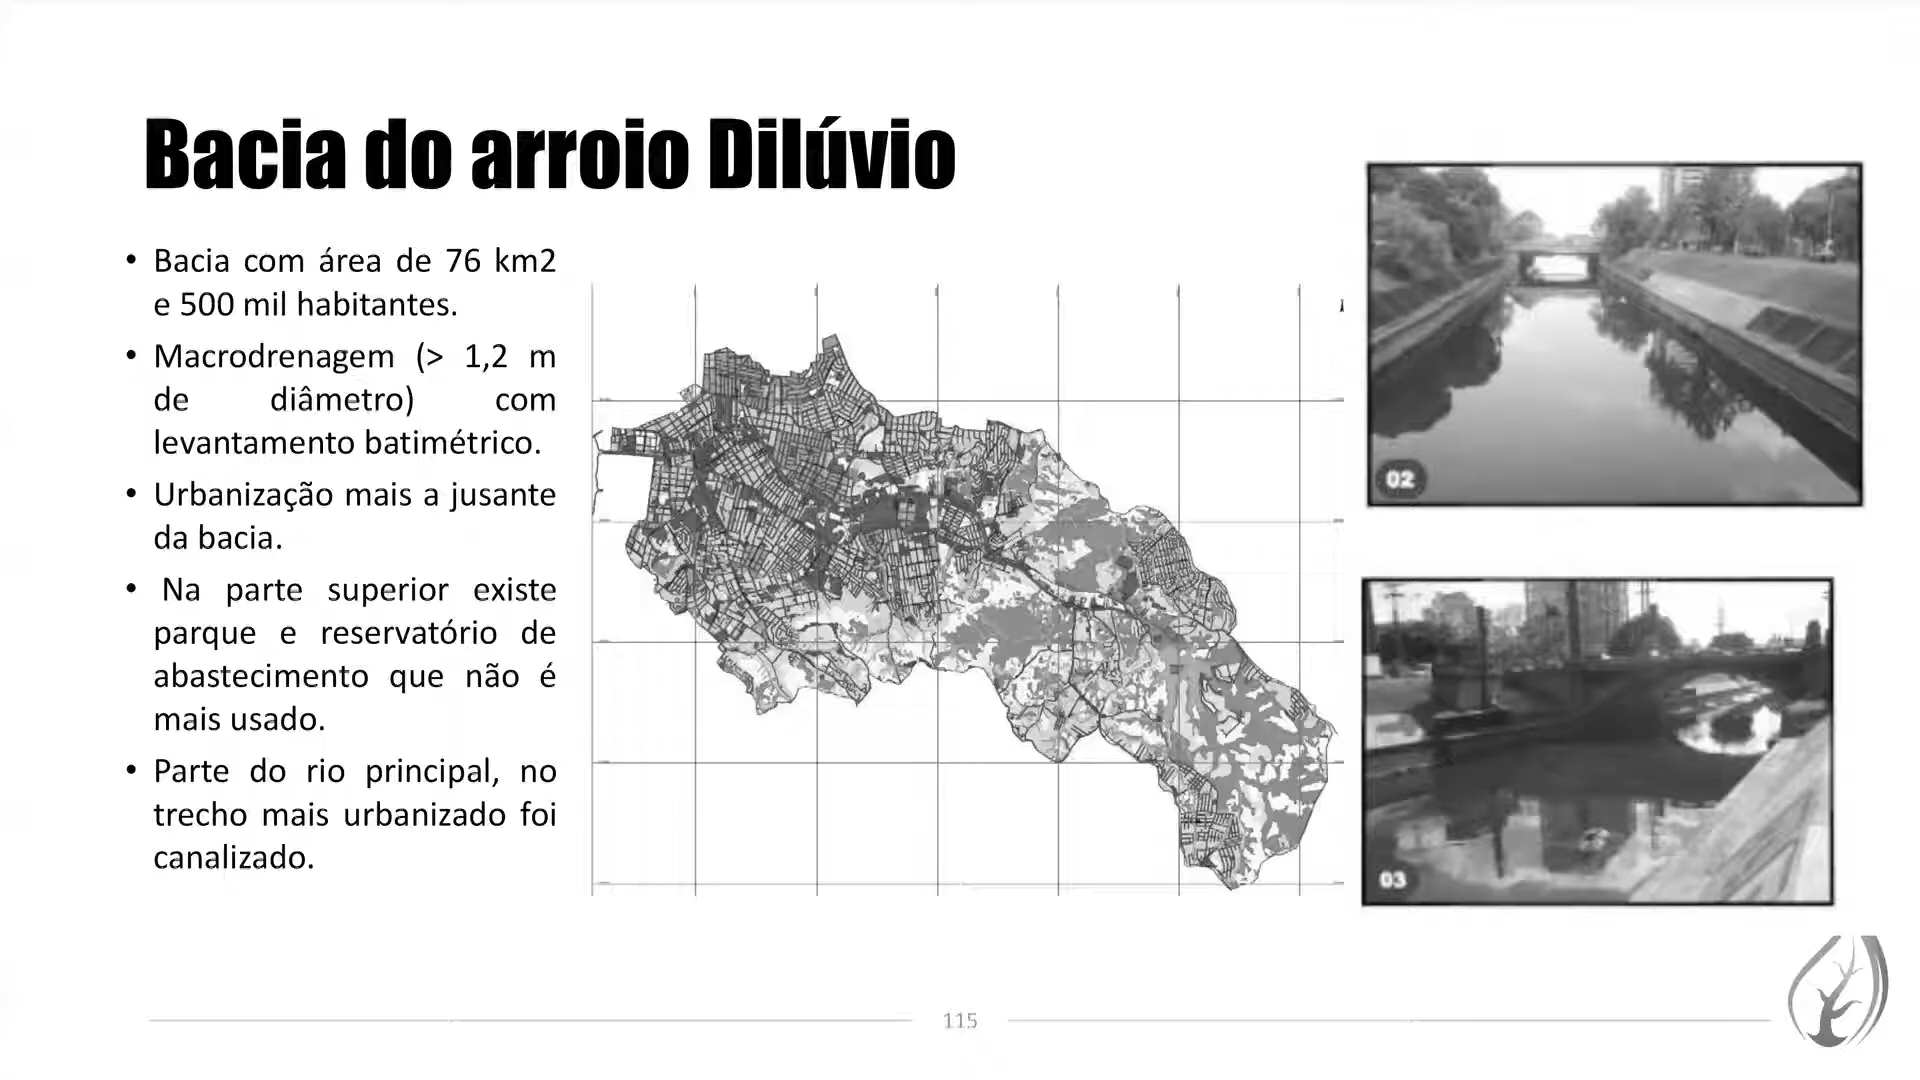 Bacia do arroio Dilúvio
• Bacia com área de 76 km2
e 500 mil habitantes.
• Macrodrenagem (> 1,2 m
de diâmetro) com
levantamento batimétrico.
• Urbanização mais a jusante
da bacia.
• Na parte superior existe
parque e reservatório de
abastecimento que não é
mais usado.
• Parte do rio principal, no
trecho mais urbanizado foi
canalizado.
02
03
115